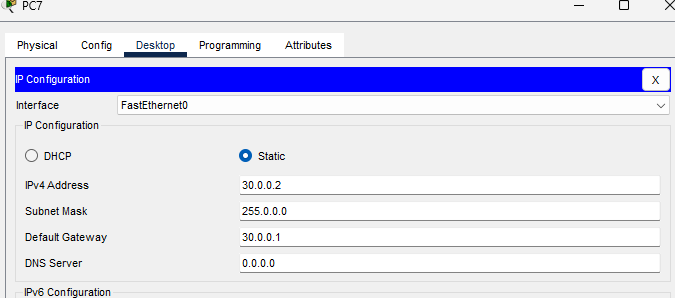 PC7
Physical Config Desktop Programming Attributes
IP Configuration X
Interface FastEthernet0
IP Configuration
DHCP Static
IPv4 Address 30.0.0.2
Subnet Mask 255.0.0.0
Default Gateway 30.0.0.1
DNS Server 0.0.0.0
IPv6 Configuration